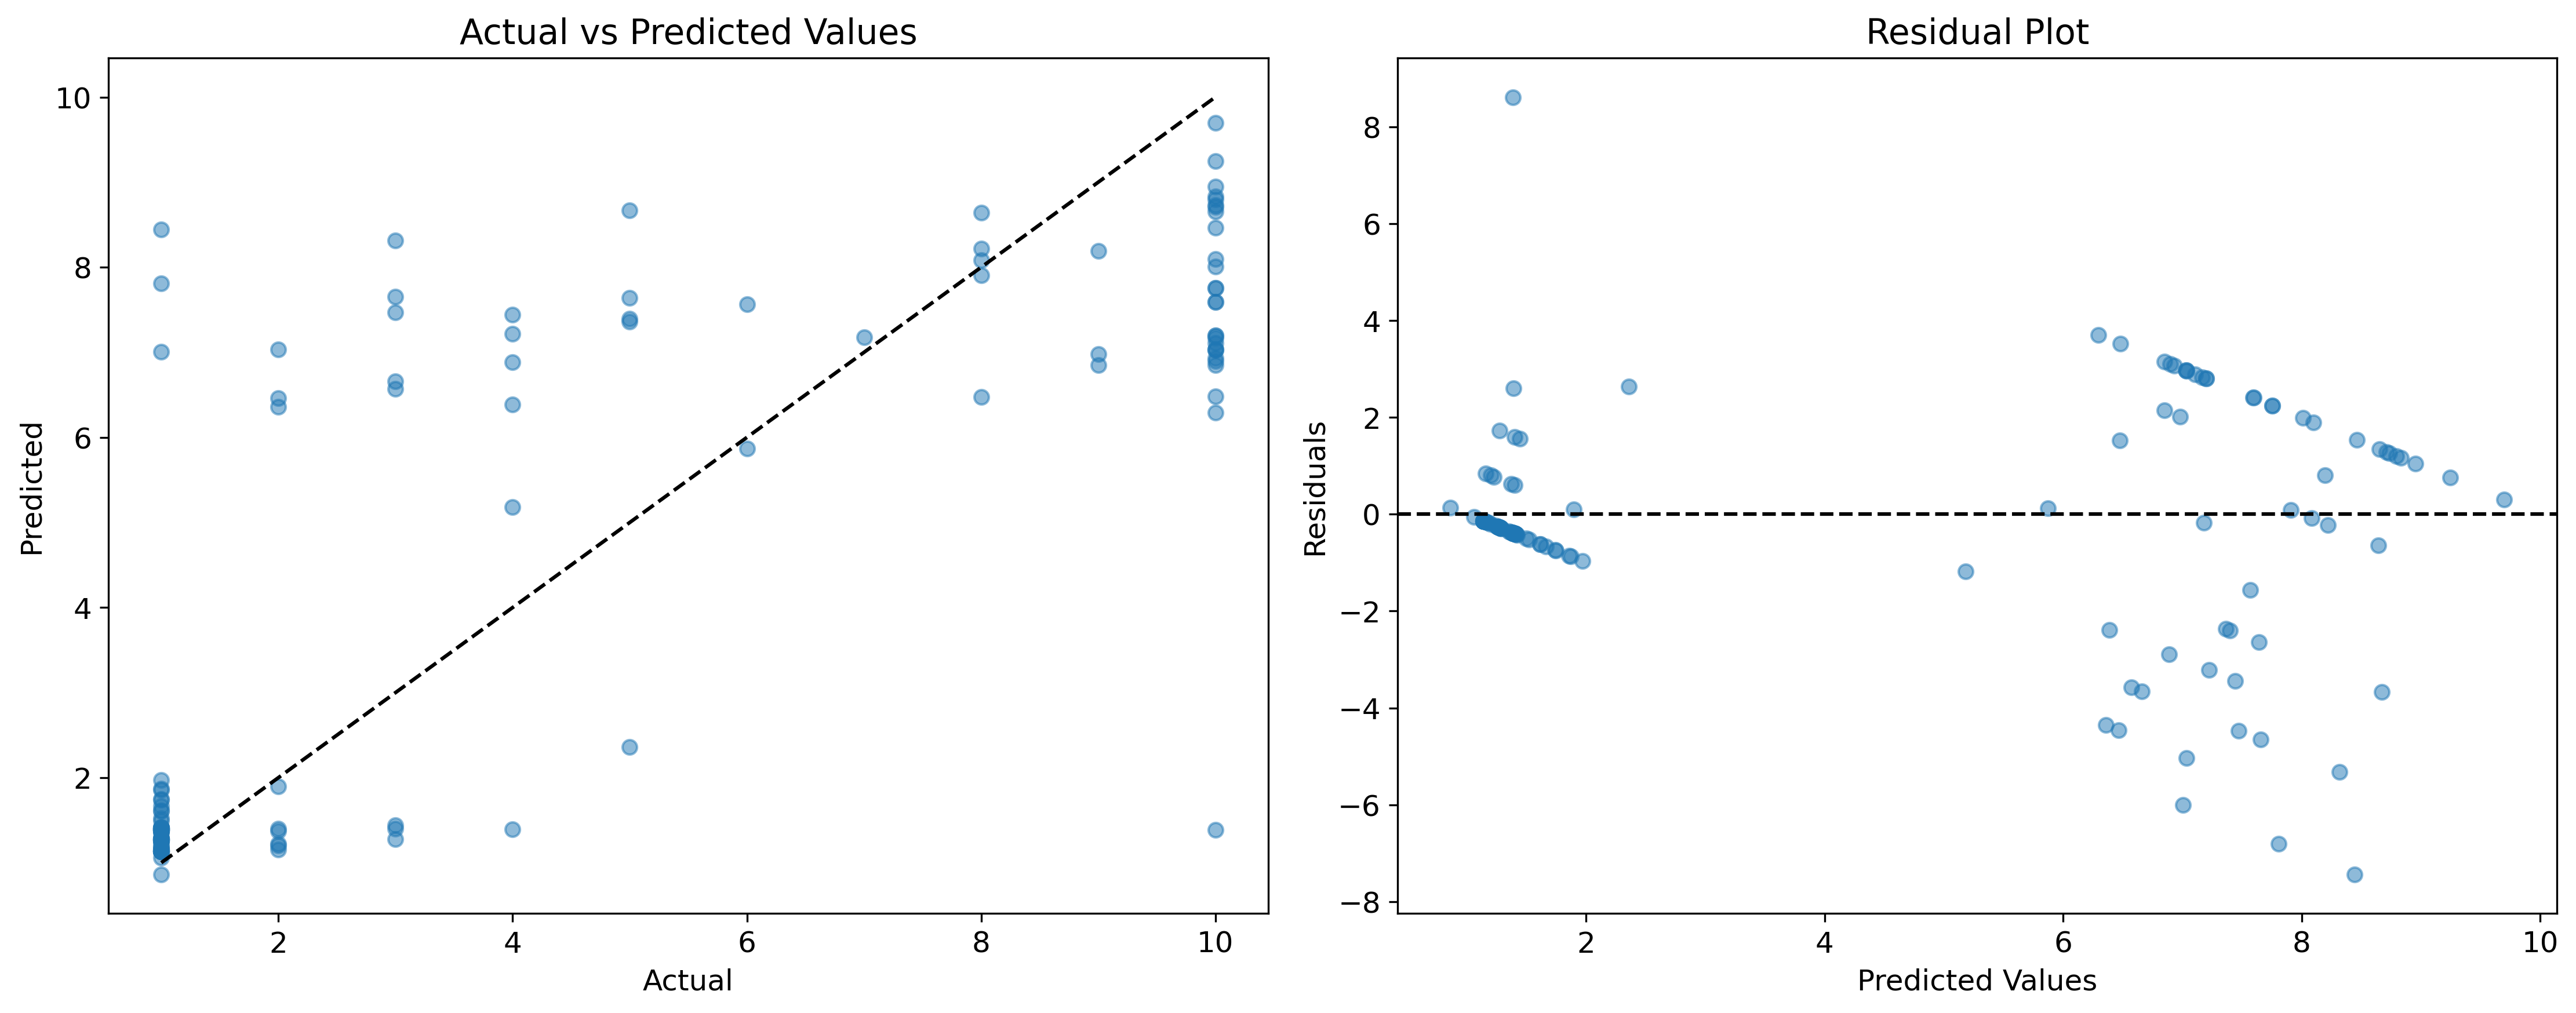 Actual vs Predicted Values
10
8
6
4
2
Predicted
2 4 6 8 10
Actual
Residual Plot
8
6
4
2
0
−2
−4
−6
−8
Residuals
2 4 6 8 10
Predicted Values